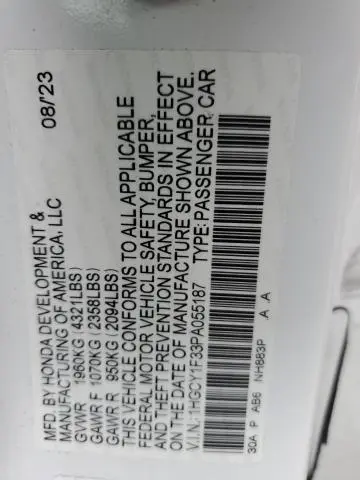 MFD. BY HONDA DEVELOPMENT & 08/'23
MANUFACTURING OF AMERICA, LLC
GVWR 1960KG (4321LBS)
GAWR F 1070KG (2358LBS)
GAWR R 950KG (2094LBS)
THIS VEHICLE CONFORMS TO ALL APPLICABLE
FEDERAL MOTOR VEHICLE SAFETY, BUMPER,
AND THEFT PREVENTION STANDARDS IN EFFECT
ON THE DATE OF MANUFACTURE SHOWN ABOVE.
V.I.N.:1HGCY1F33PA055187 TYPE:PASSENGER CAR
30A P AB6 NH883P A A